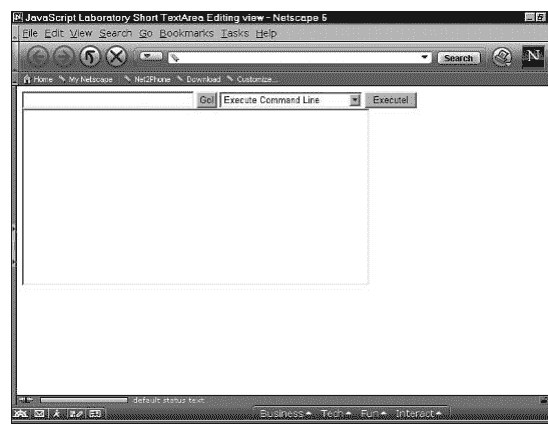 JavaScript Laboratory Short TextArea Editing view - Netscape 6
File Edit View Search Go Bookmarks Tasks Help
Search N
Home My Netscape Net2Phone Download Customize...
Go! Execute Command Line Execute!
default status text
Business Tech Fun Interact